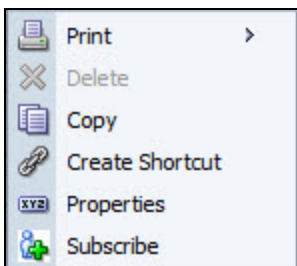 Print
Delete
Copy
Create Shortcut
XYZ Properties
Subscribe